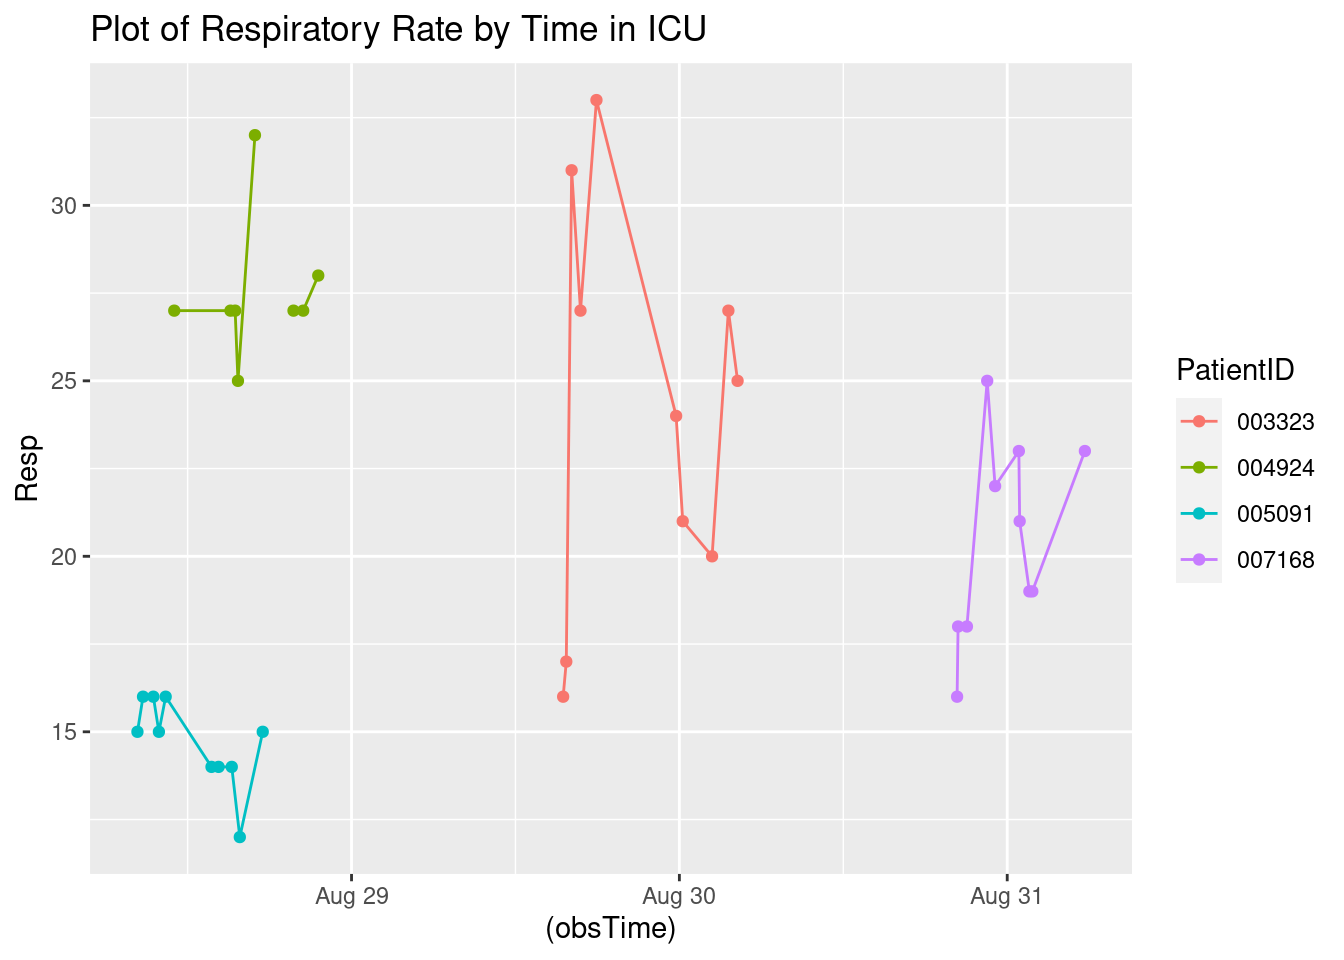 Plot of Respiratory Rate by Time in ICU
Resp
30
25
20
15
Aug 29
Aug 30
Aug 31
(obsTime)
PatientID
003323
004924
005091
007168